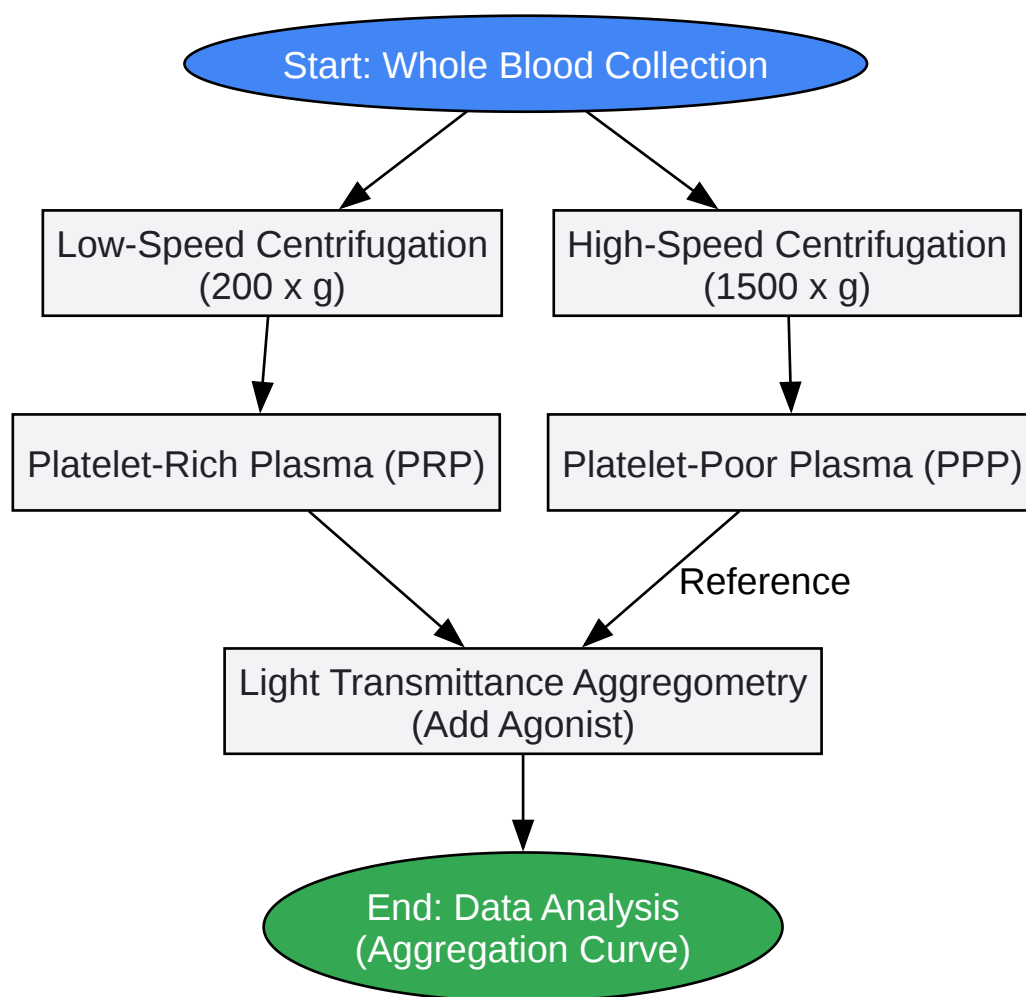 Start: Whole Blood Collection
Low-Speed Centrifugation
(200 x g)
High-Speed Centrifugation
(1500 x g)
Platelet-Rich Plasma (PRP)
Platelet-Poor Plasma (PPP)
Reference
Light Transmittance Aggregometry
(Add Agonist)
End: Data Analysis
(Aggregation Curve)